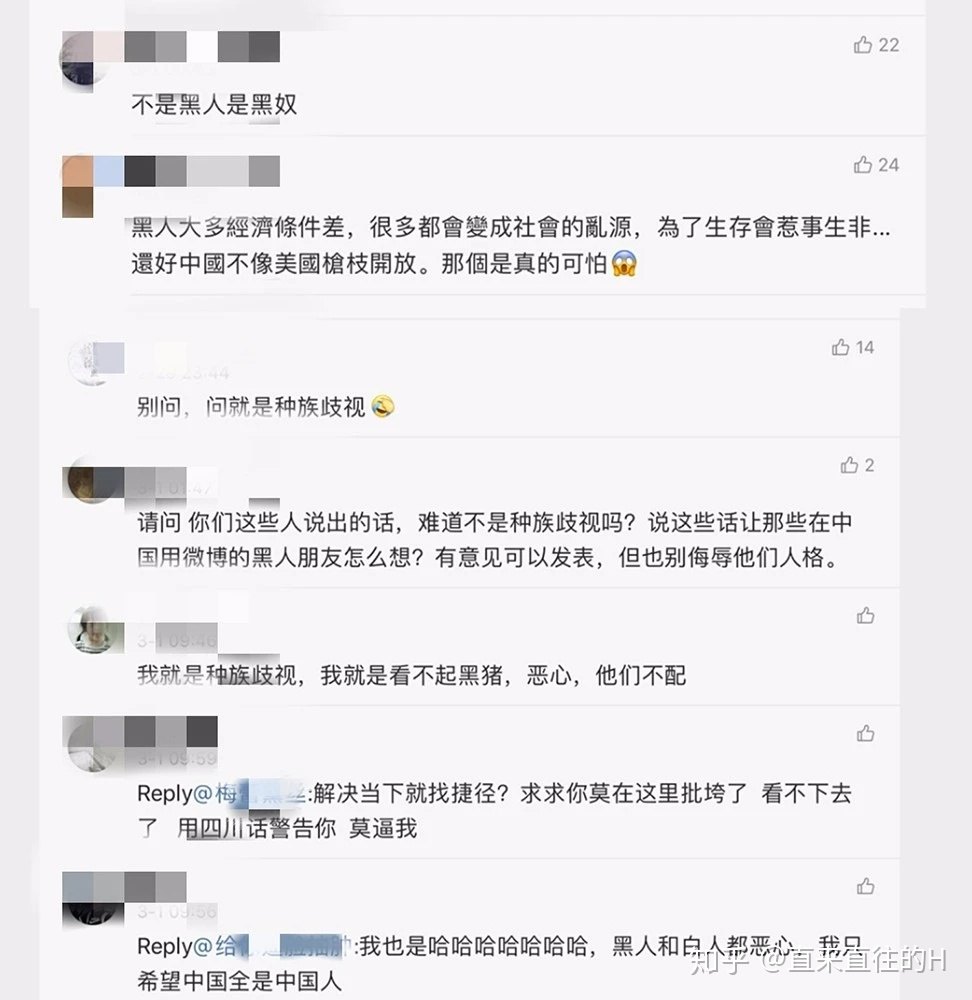 22
不是黑人是黑奴
24
黑人大多經濟條件差，很多都會變成社會的亂源，為了生存會惹事生非...
還好中國不像美國槍枝開放。那個是真的可怕😱
14
23:44
别问，问就是种族歧视🤣
2
3-1 01:47
请问 你们这些人说出的话，难道不是种族歧视吗？说这些话让那些在中
国用微博的黑人朋友怎么想？有意见可以发表，但也别侮辱他们人格。
3-1 09:46
我就是种族歧视，我就是看不起黑猪，恶心，他们不配
3-1 09:59
Reply@梅:解决当下就找捷径？求求你莫在这里批垮了 看不下去
了 用四川话警告你 莫逼我
3-1 09:56
Reply@给:我也是哈哈哈哈哈哈哈，黑人和白人都恶心，我只
希望中国全是中国人
知乎 @直来直往的H